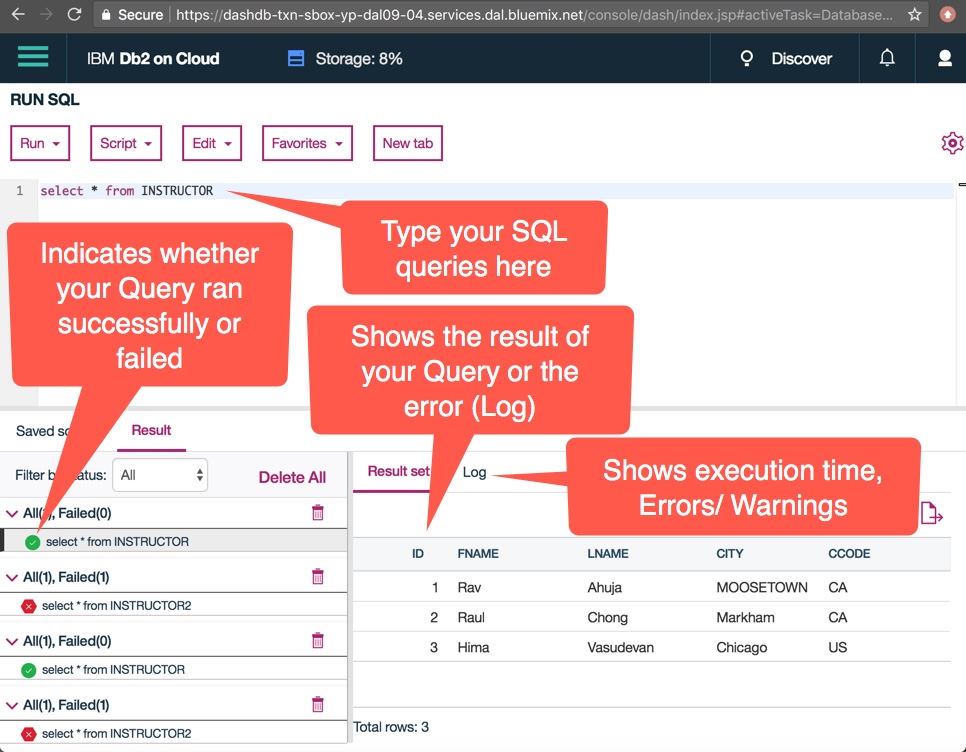 Secure https://dashdb-txn-sbox-yp-dal09-04.services.dal.bluemix.net/console/dash/index.jsp#activeTask=Database...
IBM Db2 on Cloud Storage: 8% Discover
RUN SQL
Run Script Edit Favorites New tab
1 select * from INSTRUCTOR
Type your SQL
queries here
Indicates whether
your Query ran
successfully or
failed
Shows the result of
your Query or the
error (Log)
Saved Result
Filter by status: All Delete All
Result set Log
Shows execution time,
Errors/ Warnings
All(1), Failed(0)
select * from INSTRUCTOR
All(1), Failed(1)
select * from INSTRUCTOR2
All(1), Failed(0)
select * from INSTRUCTOR
All(1), Failed(1)
select * from INSTRUCTOR2
ID FNAME LNAME CITY CCODE
1 Rav Ahuja MOOSETOWN CA
2 Raul Chong Markham CA
3 Hima Vasudevan Chicago US
Total rows: 3